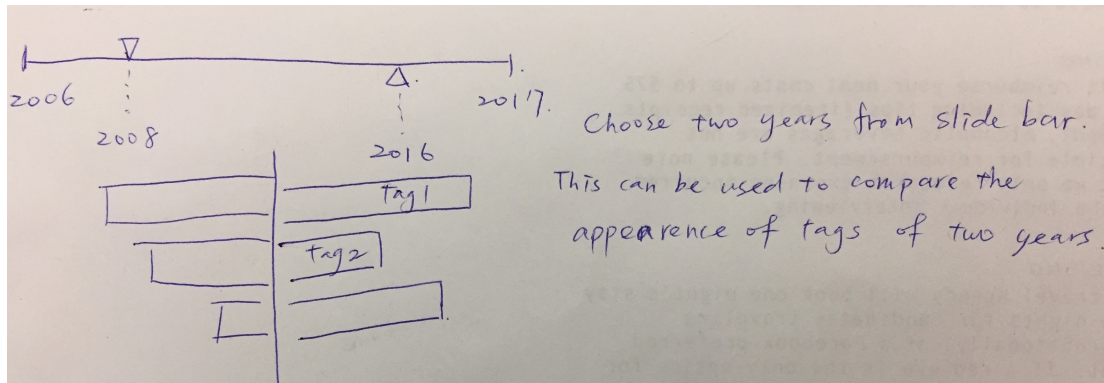 2006
2008
2016
2017.
Choose two years from slide bar.
This can be used to compare the
appearence of tags of two years.
tag1
tag2